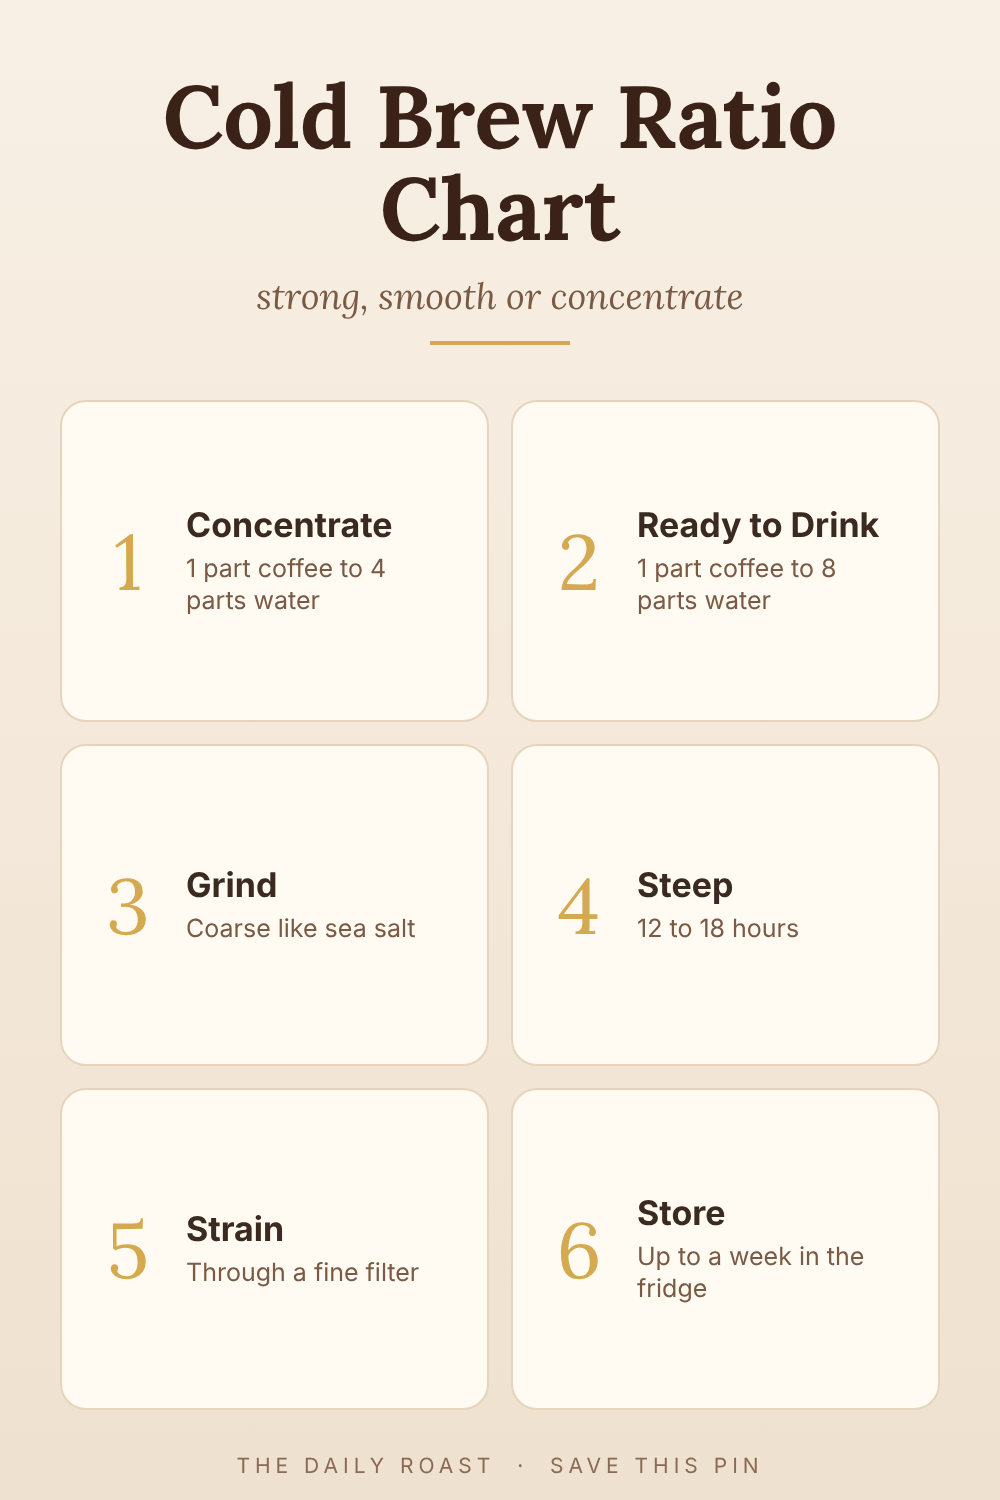 Cold Brew Ratio
Chart
strong, smooth or concentrate
1
Concentrate
1 part coffee to 4
parts water
2
Ready to Drink
1 part coffee to 8
parts water
3
Grind
Coarse like sea salt
4
Steep
12 to 18 hours
5
Strain
Through a fine filter
6
Store
Up to a week in the
fridge
THE DAILY ROAST · SAVE THIS PIN